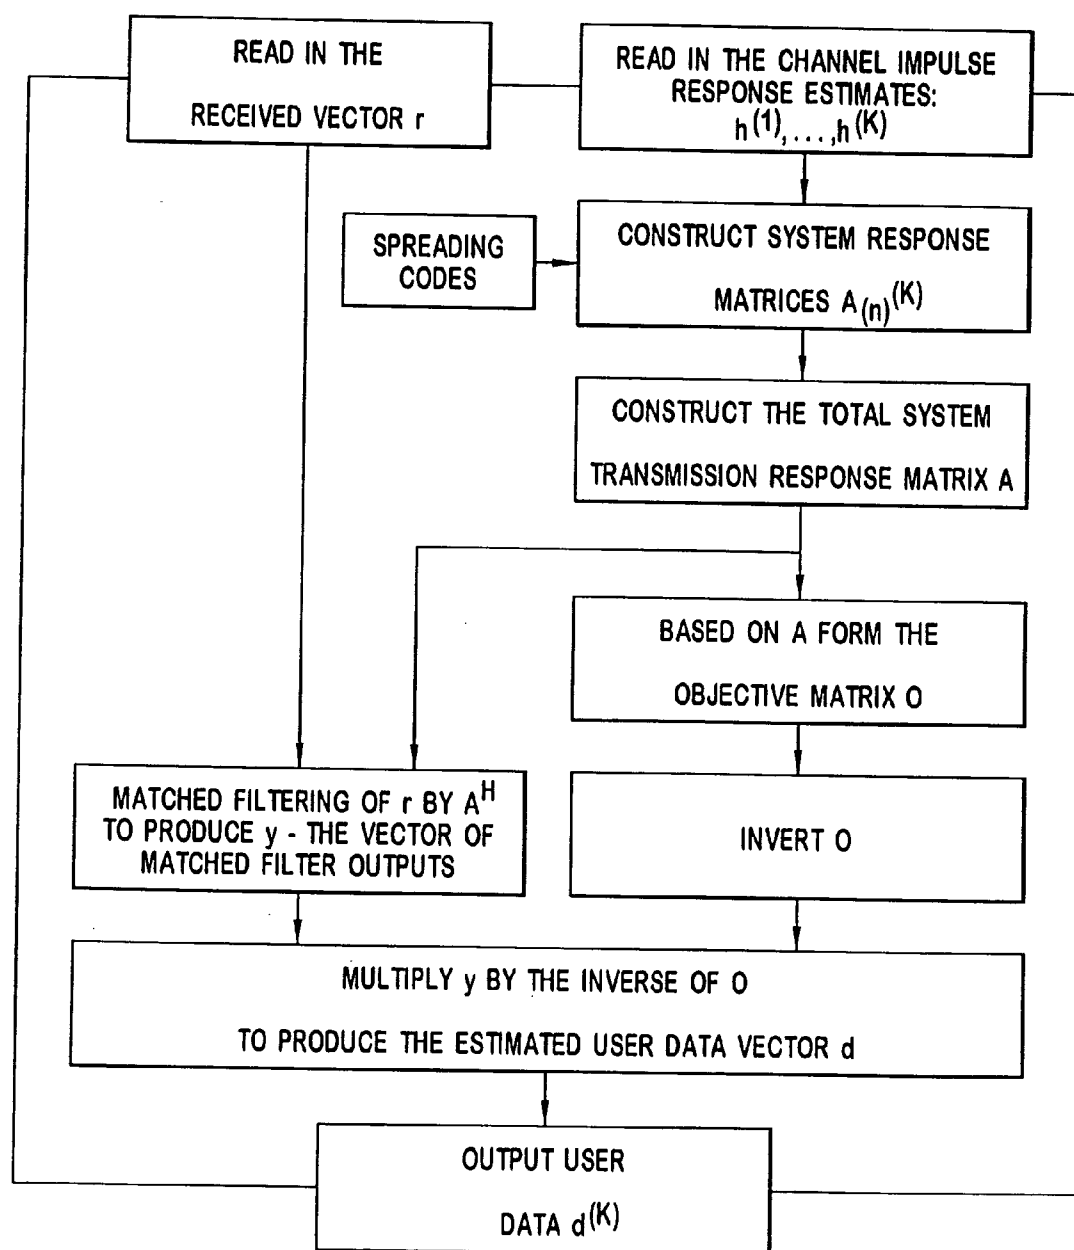 READ IN THE
RECEIVED VECTOR r
READ IN THE CHANNEL IMPULSE
RESPONSE ESTIMATES:
h(1),...,h(K)
SPREADING
CODES
CONSTRUCT SYSTEM RESPONSE
MATRICES A(n)(K)
CONSTRUCT THE TOTAL SYSTEM
TRANSMISSION RESPONSE MATRIX A
BASED ON A FORM THE
OBJECTIVE MATRIX O
MATCHED FILTERING OF r BY AH
TO PRODUCE y - THE VECTOR OF
MATCHED FILTER OUTPUTS
INVERT O
MULTIPLY y BY THE INVERSE OF O
TO PRODUCE THE ESTIMATED USER DATA VECTOR d
OUTPUT USER
DATA d(K)